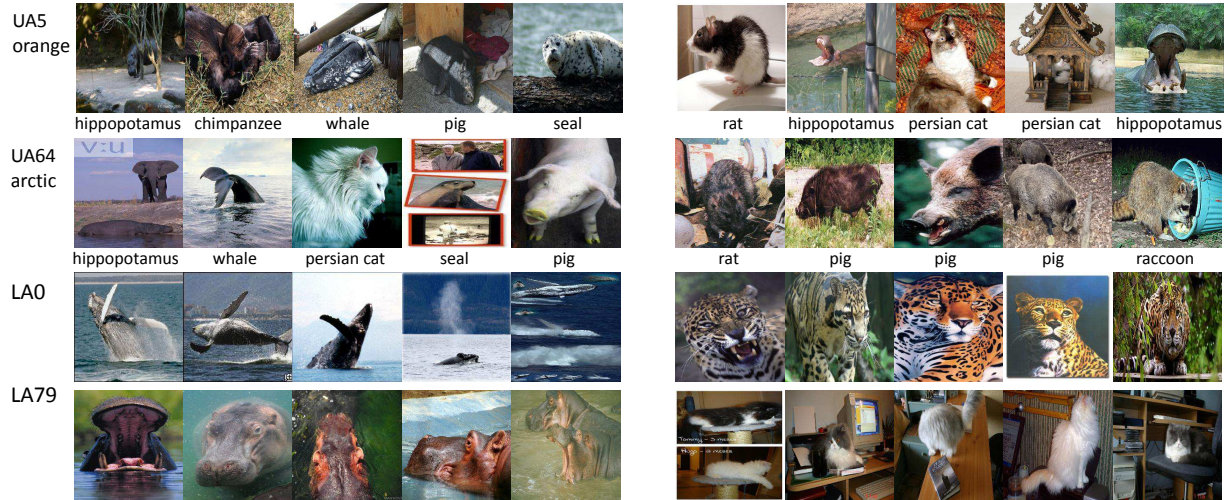 UA5
orange
hippopotamus chimpanzee whale pig seal rat hippopotamus persian cat persian cat hippopotamus
UA64
arctic
v:u
hippopotamus whale persian cat seal pig rat pig pig pig raccoon
LA0
LA79